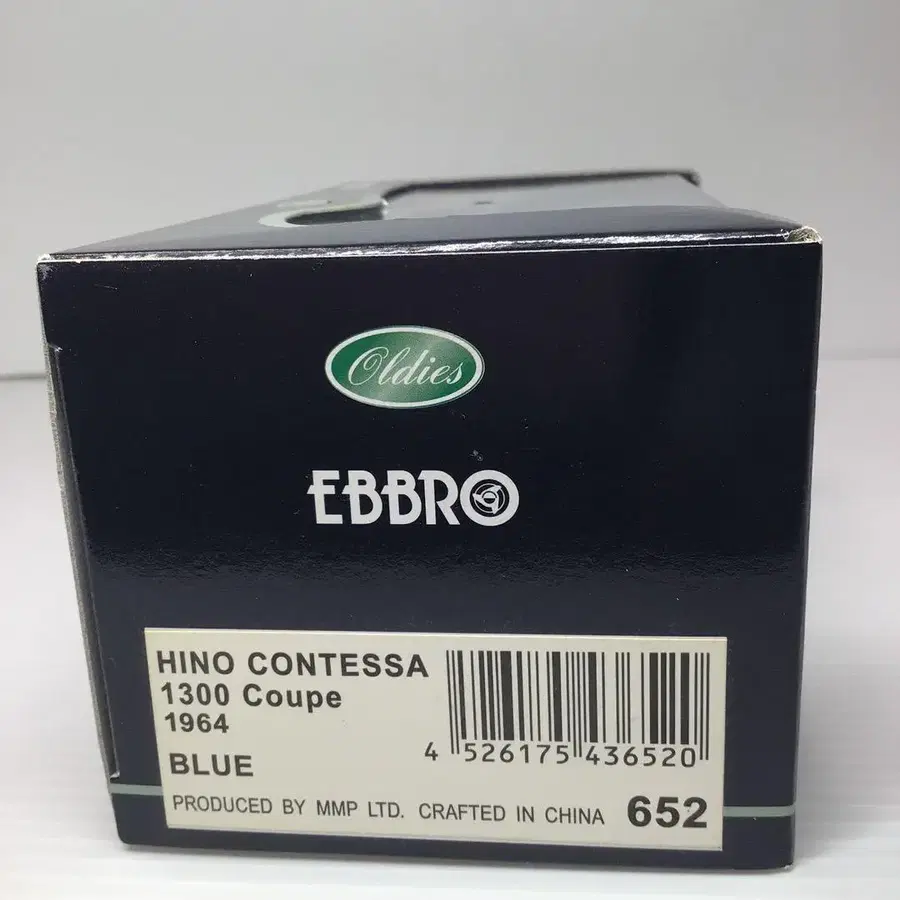 Oldies
EBBRO
HINO CONTESSA
1300 Coupe
1964
BLUE
4 526175 436520
PRODUCED BY MMP LTD. CRAFTED IN CHINA 652